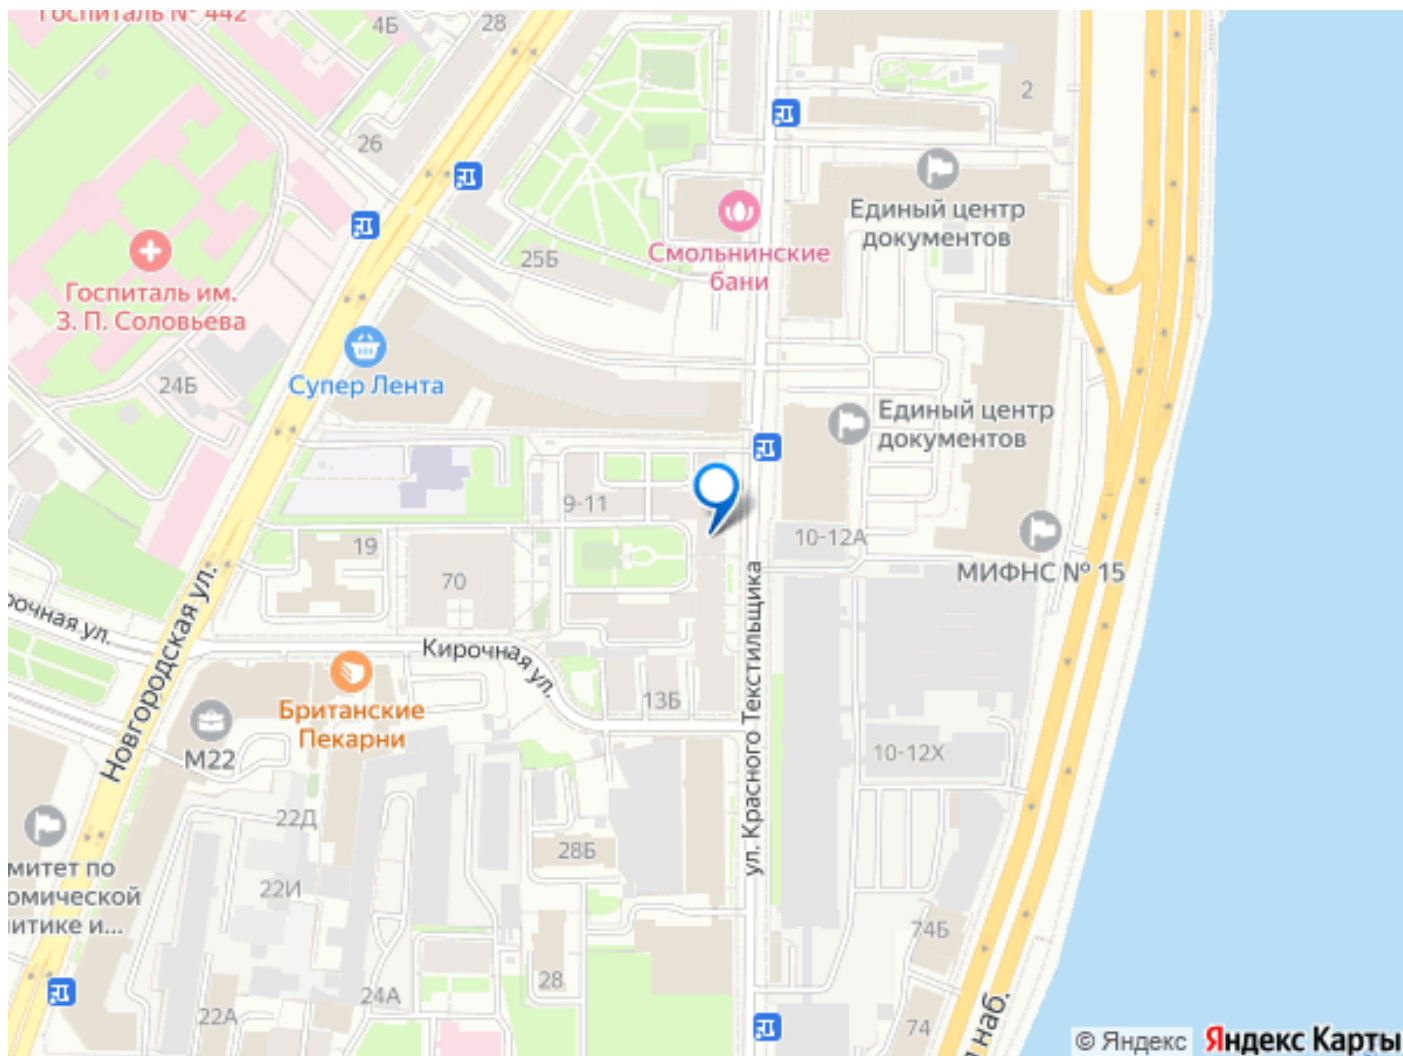 Госпиталь № 442
28
4Б
2
26
Единый центр
документов
Смольнинские
бани
25Б
Госпиталь им.
З. П. Соловьева
24Б
Супер Лента
Единый центр
документов
9-11
10-12А
19
МИФНС № 15
70
Новгородская ул.
Кирочная ул.
ул. Красного Текстильщика
13Б
Британские
Пекарни
М22
10-12Х
22Д
28Б
22И
74Б
28
24А
22А
74
наб.
© Яндекс
Яндекс Карты